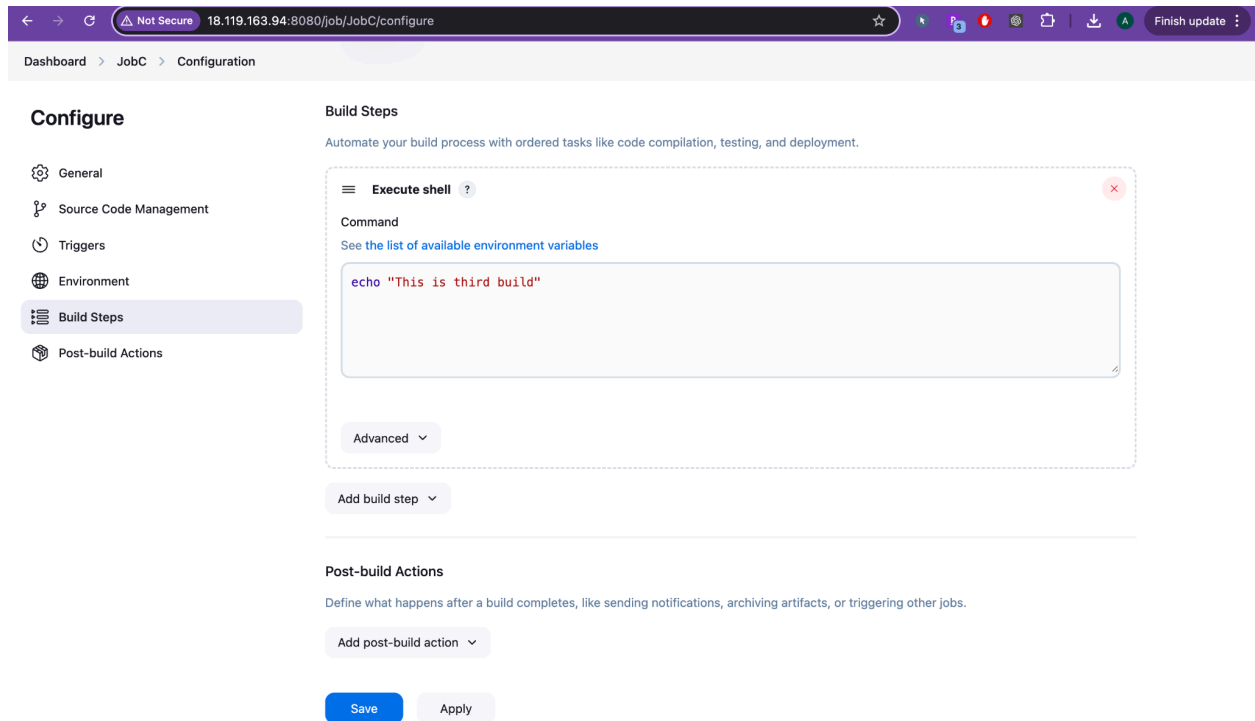 Not Secure 18.119.163.94:8080/job/JobC/configure 3 A Finish update
Dashboard > JobC > Configuration
Configure
General
Source Code Management
Triggers
Environment
Build Steps
Post-build Actions
Build Steps
Automate your build process with ordered tasks like code compilation, testing, and deployment.
Execute shell ?
Command
See the list of available environment variables
echo "This is third build"
Advanced
Add build step
Post-build Actions
Define what happens after a build completes, like sending notifications, archiving artifacts, or triggering other jobs.
Add post-build action
Save Apply